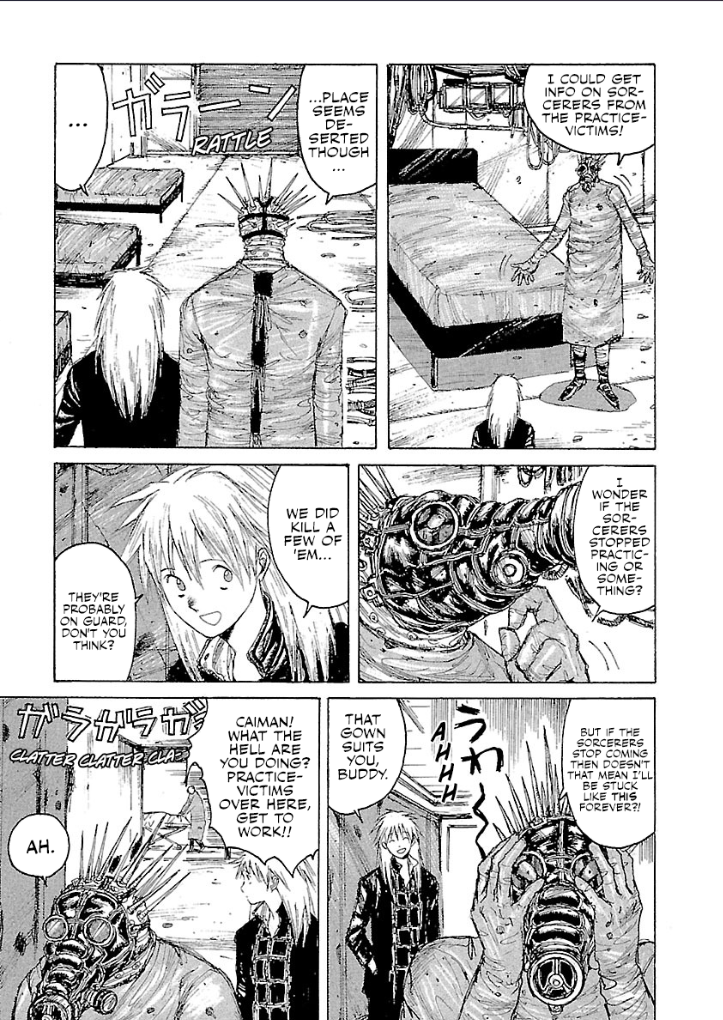 I COULD GET
INFO ON SOR-
CERERS FROM
THE PRACTICE-
VICTIMS!
...PLACE
SEEMS
DE-
SERTED
THOUGH
...
ガラーン
RATTLE
...
I
WONDER
IF THE
SOR-
CERERS
STOPPED
PRACTIC-
ING OR
SOME-
THING?
WE DID
KILL A
FEW OF
'EM...
THEY'RE
PROBABLY
ON GUARD,
DON'T YOU
THINK?
BUT IF THE
SORCERERS
STOP COMING
THEN DOESN'T
THAT MEAN I'LL
BE STUCK
LIKE THIS
FOREVER?!
うわ〜
AHHH
THAT
GOWN
SUITS
YOU,
BUDDY.
CAIMAN!
WHAT THE
HELL ARE
YOU DOING?
PRACTICE-
VICTIMS
OVER HERE,
GET TO
WORK!!
ガラガラガ
CLATTER CLATTER CLA
AH.